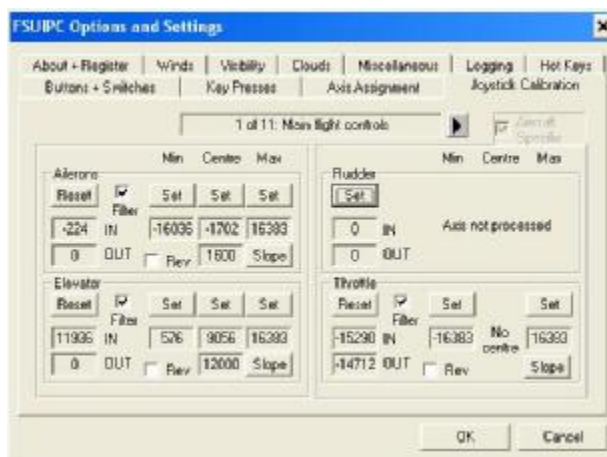 FSUIPC Options and Settings
About + Register Winds Visibility Clouds Miscellaneous Logging Hot Keys
Buttons + Switches Key Presses Axis Assignment Joystick Calibration
1 of 11: Main flight controls
Aircraft Specific
Min Centre Max
Ailerons
Reset Filter Set Set Set
-224 IN -16036 -1702 16383
0 OUT Rev 1600 Slope
Elevator
Reset Filter Set Set Set
11936 IN 576 9056 16383
0 OUT Rev 12000 Slope
Min Centre Max
Rudder
Set
0 IN Axis not processed
0 OUT
Throttle
Reset Filter Set Set
-15290 IN -16383 No centre 16383
-14712 OUT Rev Slope
OK Cancel